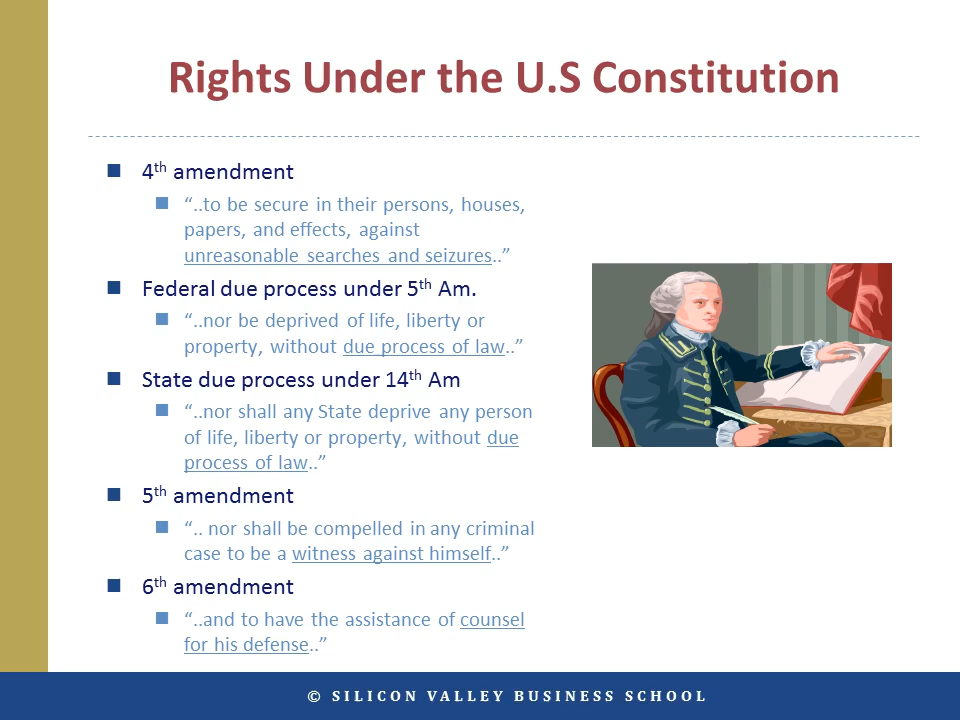 Rights Under the U.S Constitution
4th amendment
“..to be secure in their persons, houses,
papers, and effects, against
unreasonable searches and seizures..”
Federal due process under 5th Am.
“..nor be deprived of life, liberty or
property, without due process of law..”
State due process under 14th Am
“..nor shall any State deprive any person
of life, liberty or property, without due
process of law..”
5th amendment
“.. nor shall be compelled in any criminal
case to be a witness against himself..”
6th amendment
“..and to have the assistance of counsel
for his defense..”
© SILICON VALLEY BUSINESS SCHOOL